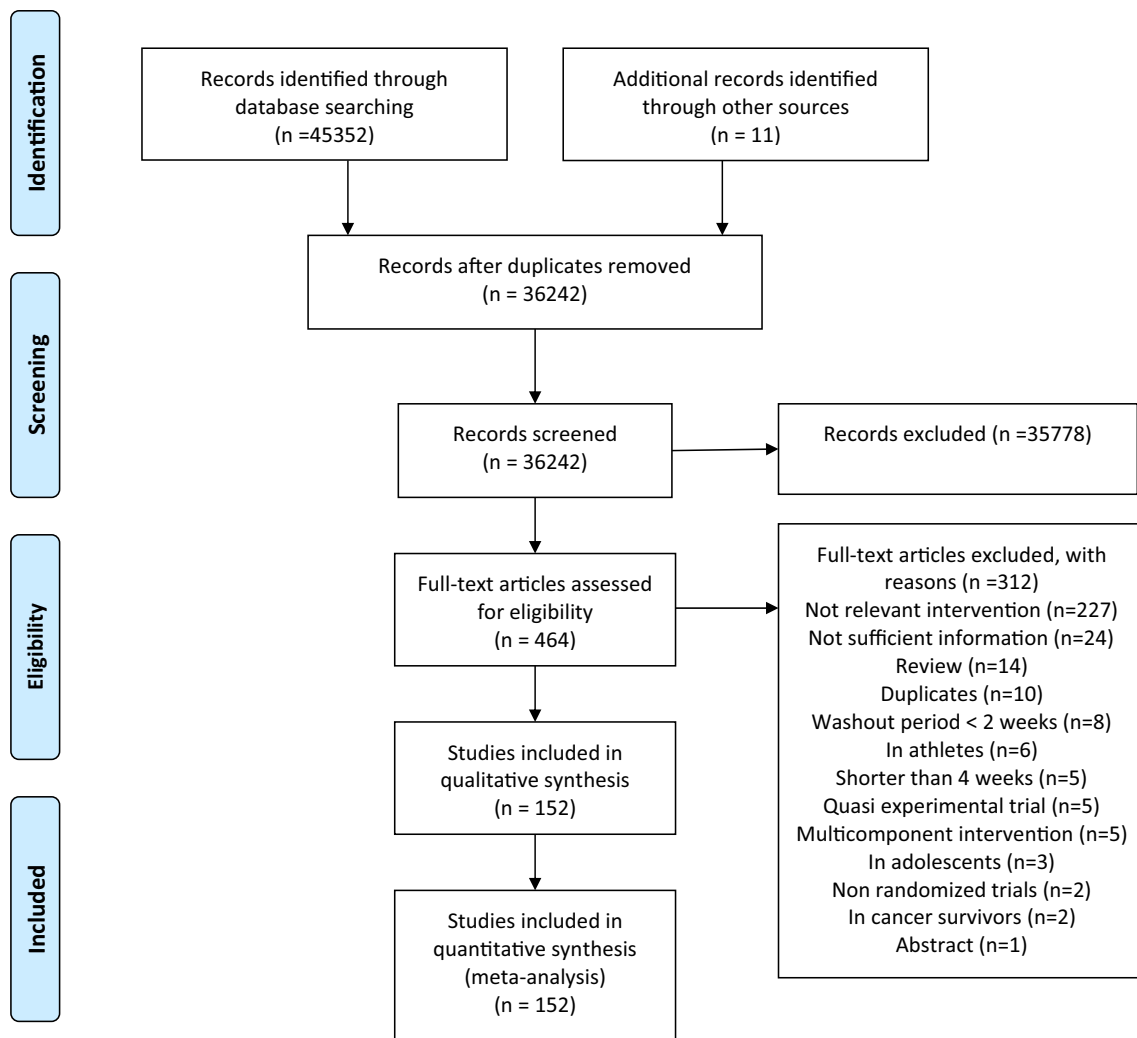 Identification
Records identified through
database searching
(n =45352)
Additional records identified
through other sources
(n = 11)
Records after duplicates removed
(n = 36242)
Screening
Records screened
(n = 36242)
Records excluded (n =35778)
Eligibility
Full-text articles assessed
for eligibility
(n = 464)
Full-text articles excluded, with
reasons (n =312)
Not relevant intervention (n=227)
Not sufficient information (n=24)
Review (n=14)
Duplicates (n=10)
Washout period < 2 weeks (n=8)
In athletes (n=6)
Shorter than 4 weeks (n=5)
Quasi experimental trial (n=5)
Multicomponent intervention (n=5)
In adolescents (n=3)
Non randomized trials (n=2)
In cancer survivors (n=2)
Abstract (n=1)
Studies included in
qualitative synthesis
(n = 152)
Included
Studies included in
quantitative synthesis
(meta-analysis)
(n = 152)